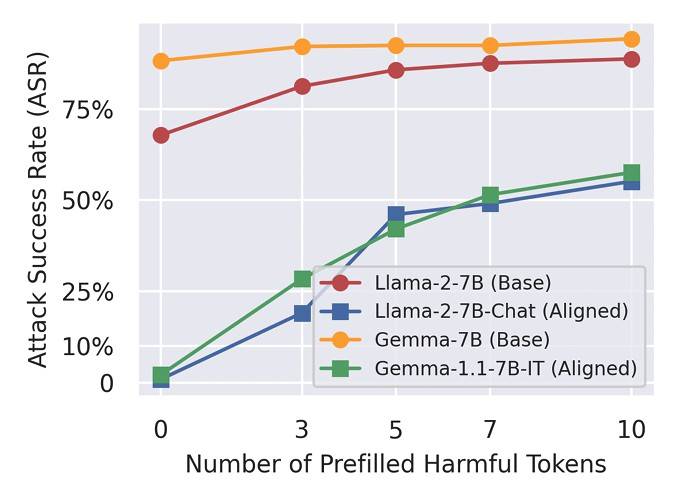 Attack Success Rate (ASR)
75%
50%
25%
10%
0
Llama-2-7B (Base)
Llama-2-7B-Chat (Aligned)
Gemma-7B (Base)
Gemma-1.1-7B-IT (Aligned)
0 3 5 7 10
Number of Prefilled Harmful Tokens